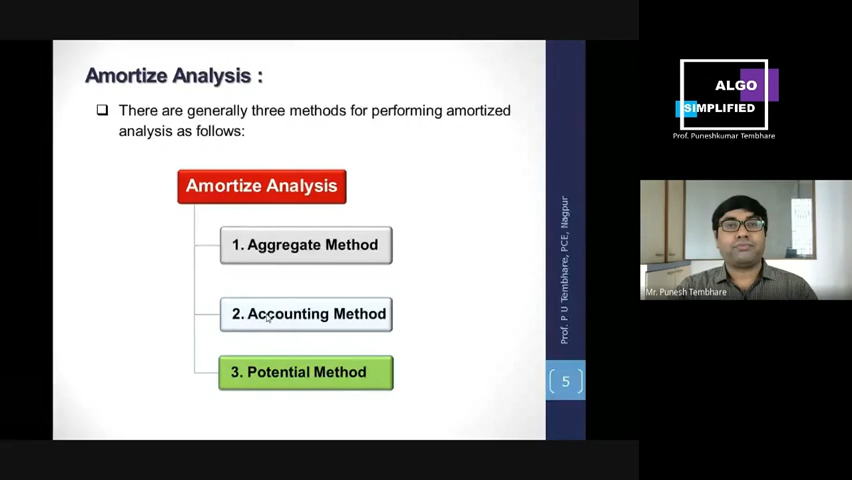 Amortize Analysis :
There are generally three methods for performing amortized
analysis as follows:
Amortize Analysis
1. Aggregate Method
2. Accounting Method
3. Potential Method
Prof. P U Tembhare, PCE, Nagpur
5
ALGO
SIMPLIFIED
Prof. Puneshkumar Tembhare
Mr. Punesh Tembhare